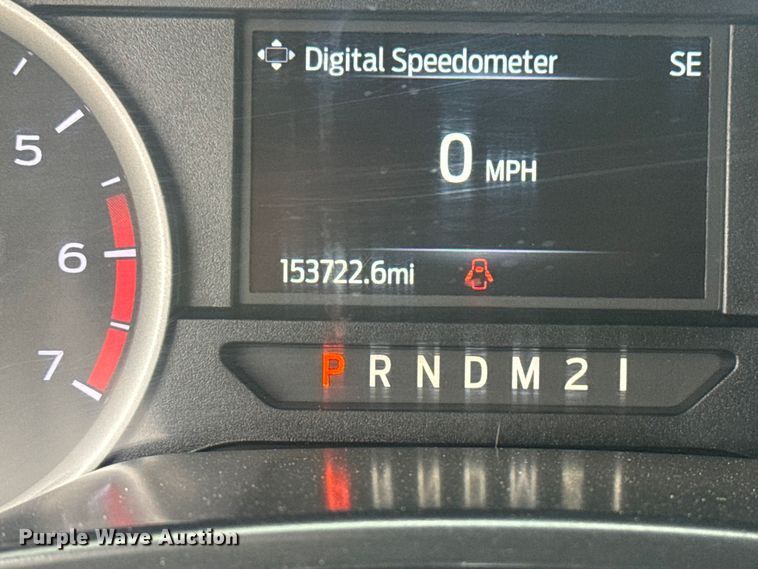 Digital Speedometer SE
0 MPH
153722.6mi
5
6
7
P R N D M 2 1
Purple Wave Auction